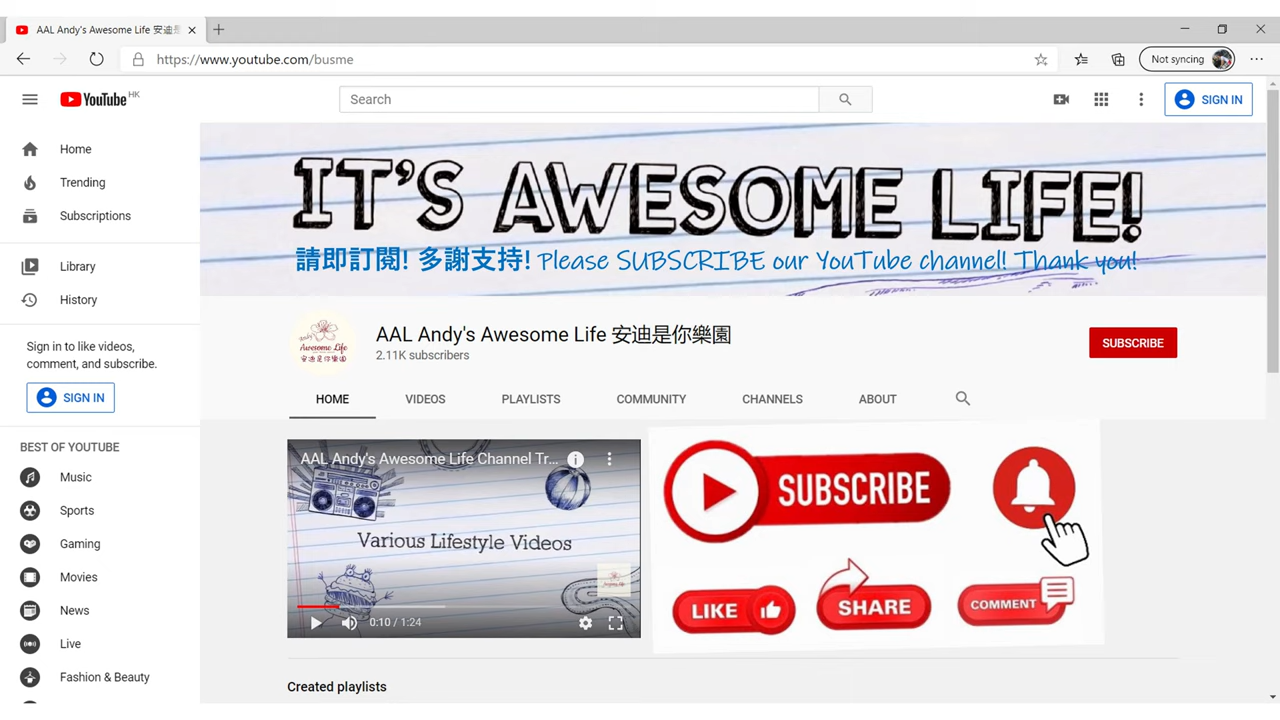 AAL Andy's Awesome Life 安迪是
https://www.youtube.com/busme
Not syncing
YouTube HK
Search
SIGN IN
Home
Trending
Subscriptions
Library
History
Sign in to like videos,
comment, and subscribe.
SIGN IN
BEST OF YOUTUBE
Music
Sports
Gaming
Movies
News
Live
Fashion & Beauty
IT'S AWESOME LIFE!
請即訂閱! 多謝支持! Please SUBSCRIBE our YouTube channel! Thank you!
Andy
Awesome Life
安迪是你樂園
AAL Andy's Awesome Life 安迪是你樂園
2.11K subscribers
SUBSCRIBE
HOME VIDEOS PLAYLISTS COMMUNITY CHANNELS ABOUT
AAL Andy's Awesome Life Channel Tr...
Various Lifestyle Videos
0:10 / 1:24
SUBSCRIBE
LIKE
SHARE
COMMENT
Created playlists